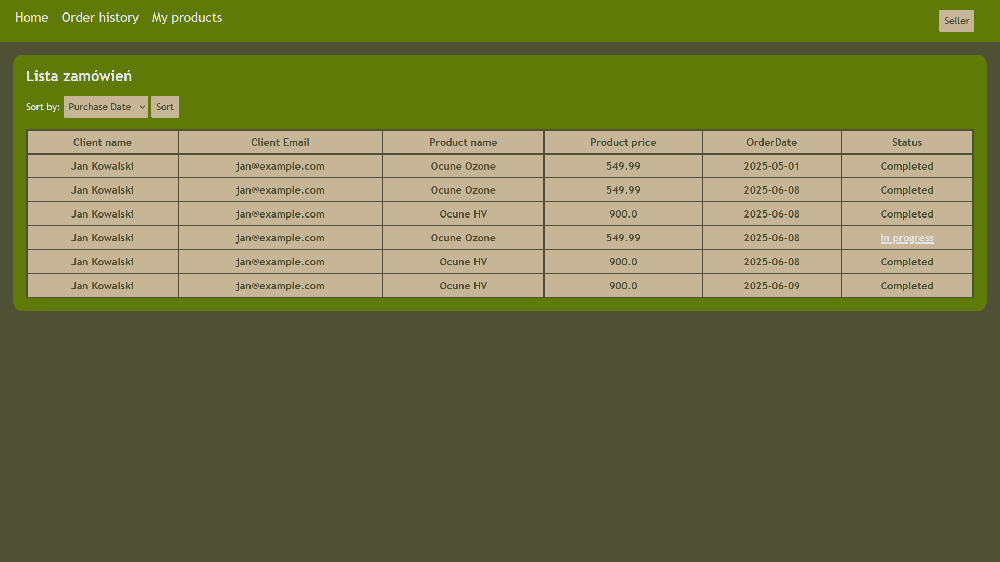 Home Order history My products Seller
Lista zamówień
Sort by: Purchase Date Sort
Client name Client Email Product name Product price OrderDate Status
Jan Kowalski jan@example.com Ocune Ozone 549.99 2025-05-01 Completed
Jan Kowalski jan@example.com Ocune Ozone 549.99 2025-06-08 Completed
Jan Kowalski jan@example.com Ocune HV 900.0 2025-06-08 Completed
Jan Kowalski jan@example.com Ocune Ozone 549.99 2025-06-08 In progress
Jan Kowalski jan@example.com Ocune HV 900.0 2025-06-08 Completed
Jan Kowalski jan@example.com Ocune HV 900.0 2025-06-09 Completed